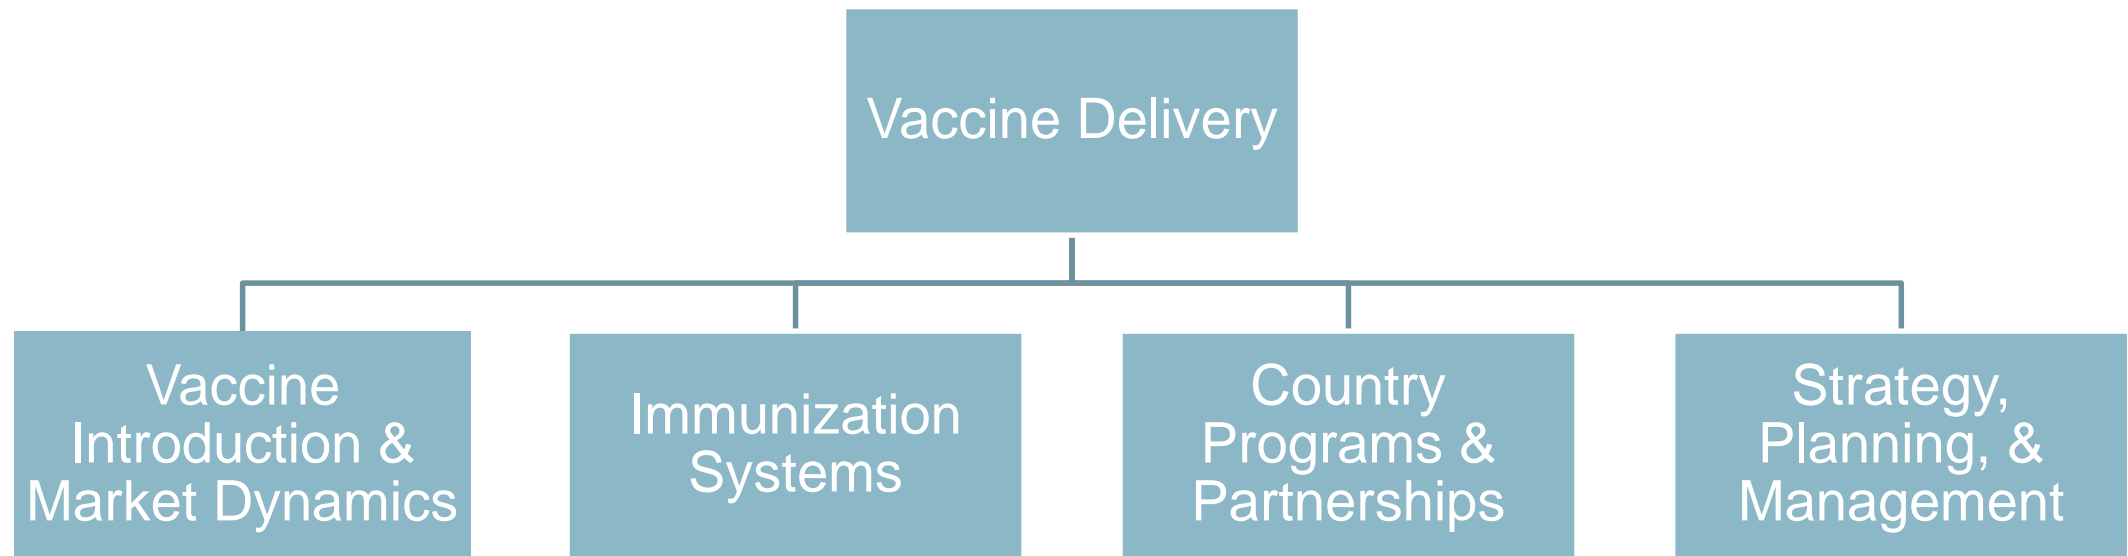 Vaccine Delivery
Vaccine
Introduction &
Market Dynamics
Immunization
Systems
Country
Programs &
Partnerships
Strategy,
Planning, &
Management